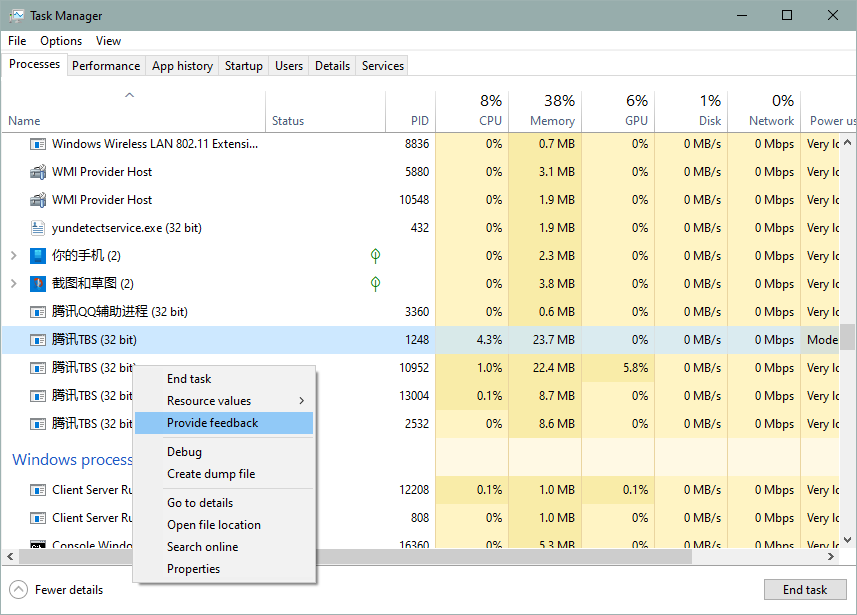 Task Manager
File Options View
Processes Performance App history Startup Users Details Services
8% 38% 6% 1% 0%
Name Status PID CPU Memory GPU Disk Network Power us
Windows Wireless LAN 802.11 Extensi... 8836 0% 0.7 MB 0% 0 MB/s 0 Mbps Very lo
WMI Provider Host 5880 0% 3.1 MB 0% 0 MB/s 0 Mbps Very lo
WMI Provider Host 10548 0% 1.9 MB 0% 0 MB/s 0 Mbps Very lo
yundetectservice.exe (32 bit) 432 0% 1.9 MB 0% 0 MB/s 0 Mbps Very lo
你的手机 (2) 0% 2.3 MB 0% 0 MB/s 0 Mbps Very lo
截图和草图 (2) 0% 3.8 MB 0% 0 MB/s 0 Mbps Very lo
腾讯QQ辅助进程 (32 bit) 3360 0% 0.6 MB 0% 0 MB/s 0 Mbps Very lo
腾讯TBS (32 bit) 1248 4.3% 23.7 MB 0% 0 MB/s 0 Mbps Mode
腾讯TBS (32 bit) 10952 1.0% 22.4 MB 5.8% 0 MB/s 0 Mbps Very lo
腾讯TBS (32 bit 13004 0.1% 8.7 MB 0% 0 MB/s 0 Mbps Very lo
腾讯TBS (32 bit 2532 0% 8.6 MB 0% 0 MB/s 0 Mbps Very lo
Windows process
Client Server Ru 12208 0.1% 1.0 MB 0.1% 0 MB/s 0 Mbps Very lo
Client Server Ru 808 0% 1.0 MB 0% 0 MB/s 0 Mbps Very lo
Console Windo 16360 0% 5.3 MB 0% 0 MB/s 0 Mbps Very lo
End task
Resource values
Provide feedback
Debug
Create dump file
Go to details
Open file location
Search online
Properties
Fewer details
End task